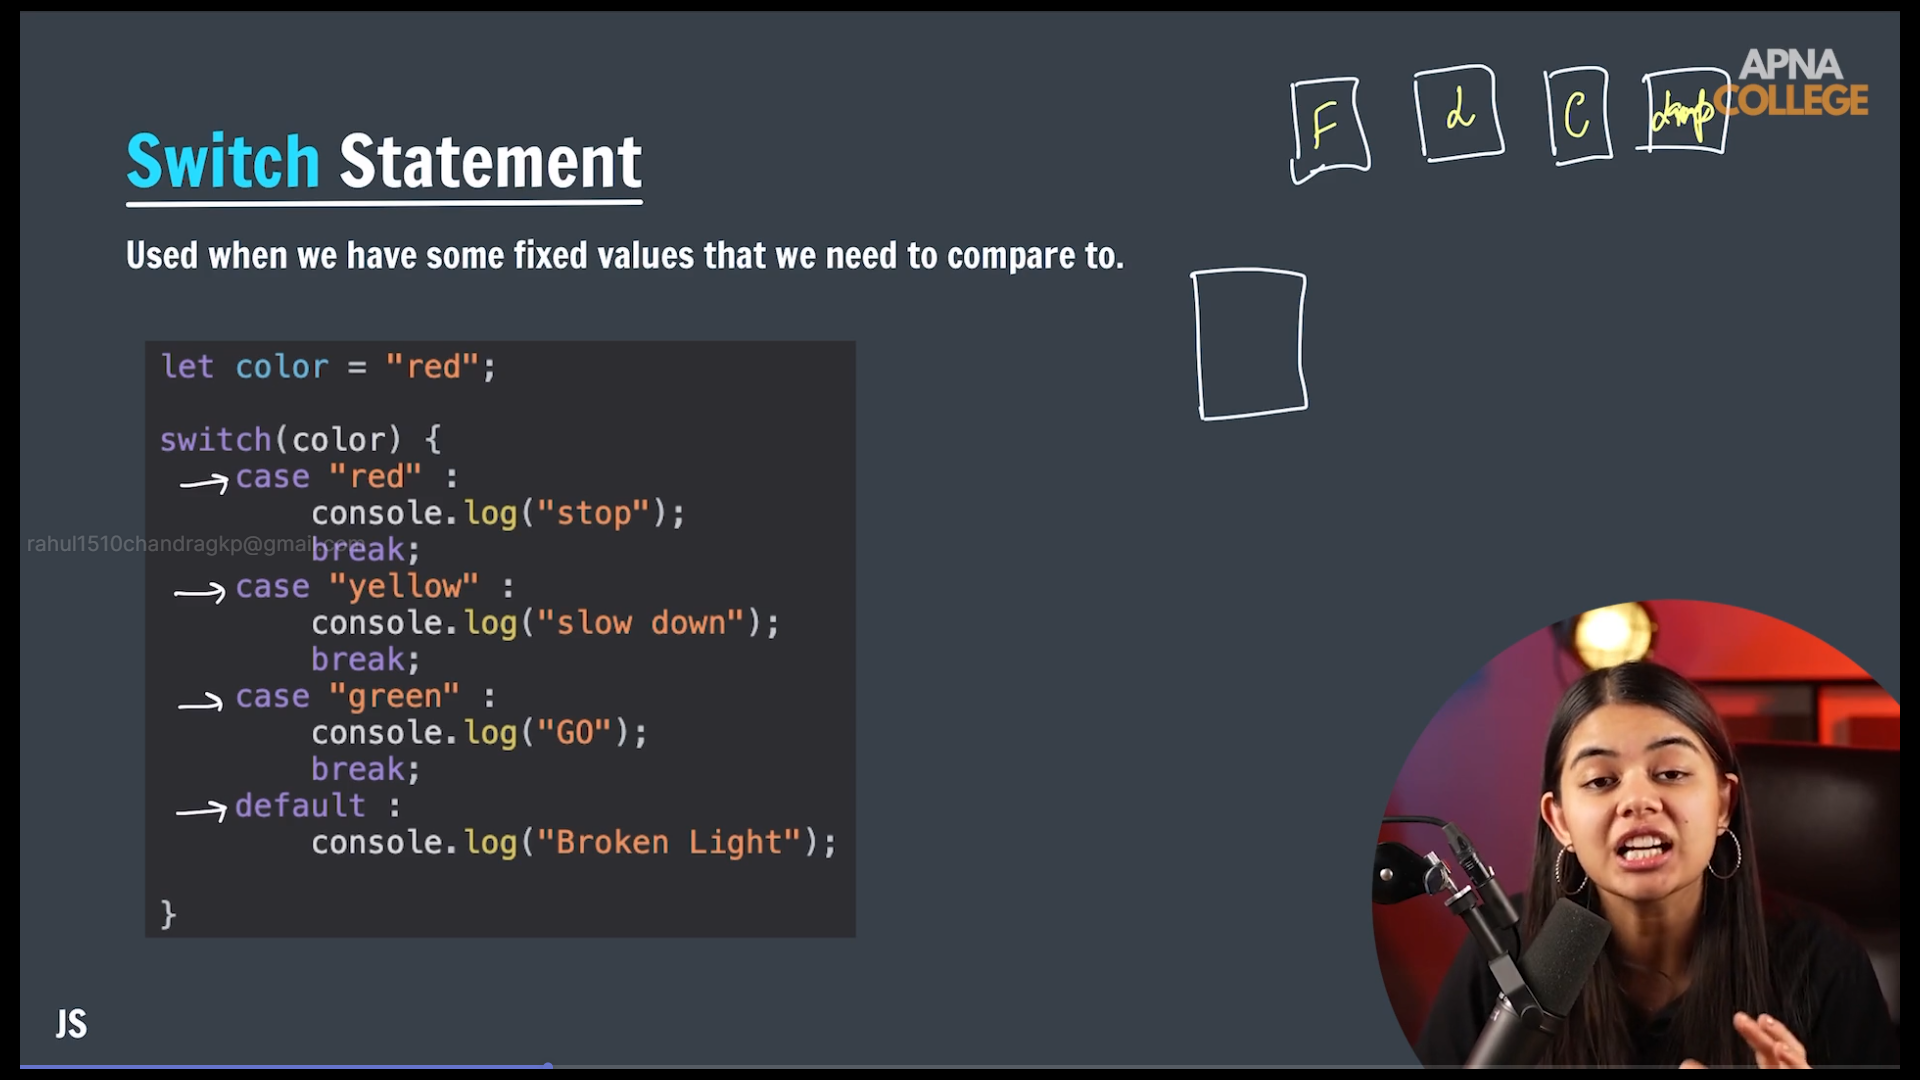 APNA
COLLEGE
F
L
C
lamp
Switch Statement
Used when we have some fixed values that we need to compare to.
let color = "red";
switch(color) {
case "red" :
console.log("stop");
break;
rahul1510chandragkp@gmail.com
case "yellow" :
console.log("slow down");
break;
case "green" :
console.log("GO");
break;
default :
console.log("Broken Light");
}
JS